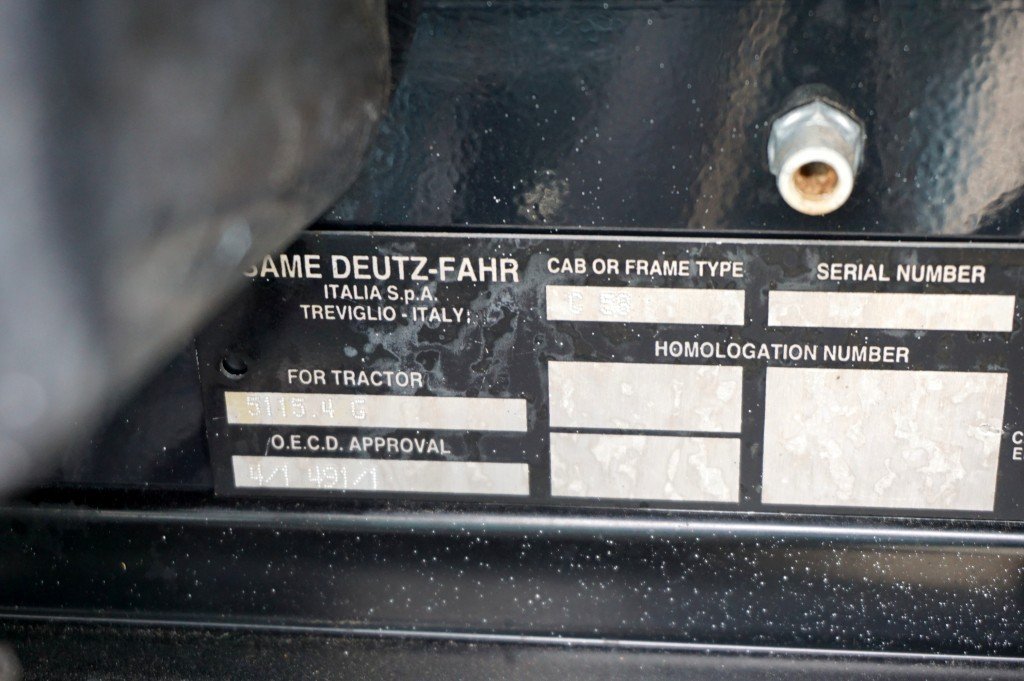 SAME DEUTZ-FAHR
ITALIA S.p.A.
TREVIGLIO - ITALY
FOR TRACTOR
5115.4 G
O.E.C.D. APPROVAL
4/1 491/1
CAB OR FRAME TYPE
SERIAL NUMBER
HOMOLOGATION NUMBER